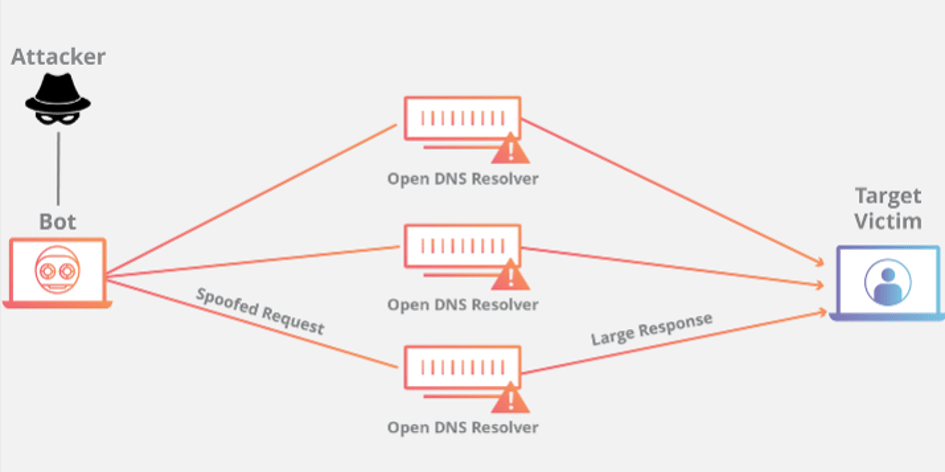 Attacker
Bot
Spoofed Request
Open DNS Resolver
Open DNS Resolver
Open DNS Resolver
Large Response
Target
Victim